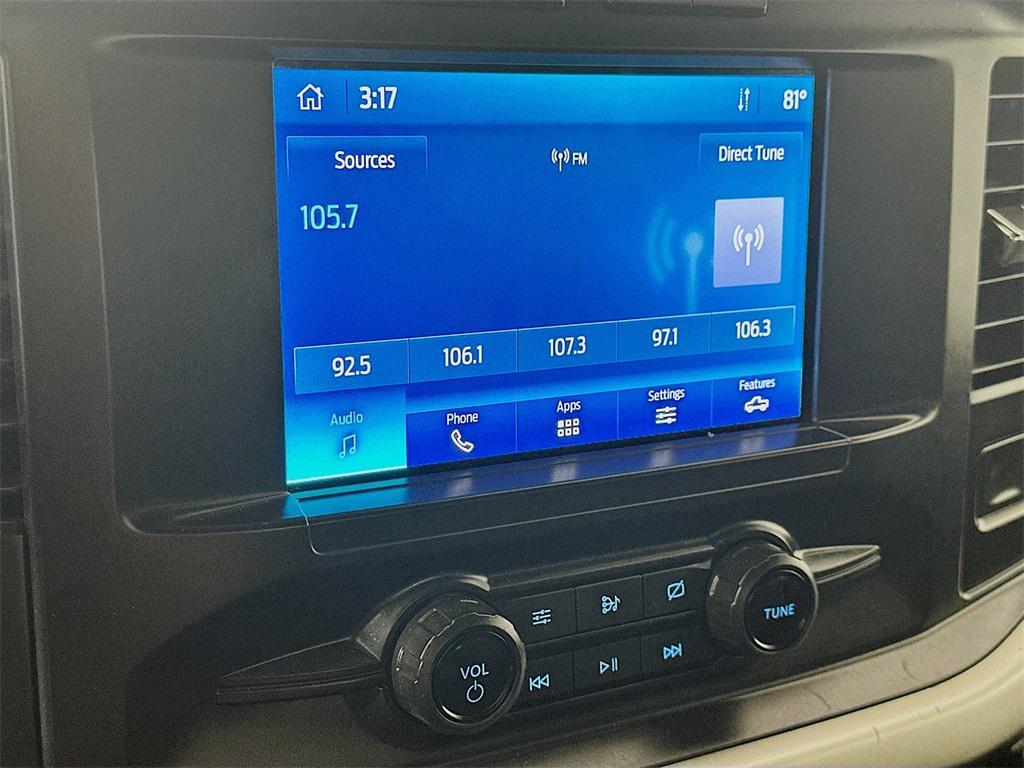 3:17
81°
Sources
FM
Direct Tune
105.7
92.5
106.1
107.3
97.1
106.3
Audio
Phone
Apps
Settings
Features
VOL
TUNE